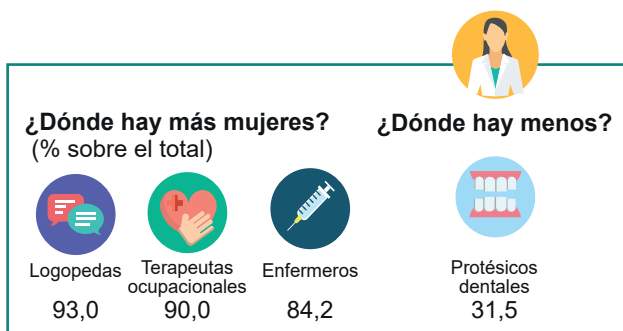 ¿Dónde hay más mujeres?
(% sobre el total)
¿Dónde hay menos?
Logopedas
Terapeutas
ocupacionales
Enfermeros
Protésicos
dentales
93,0
90,0
84,2
31,5